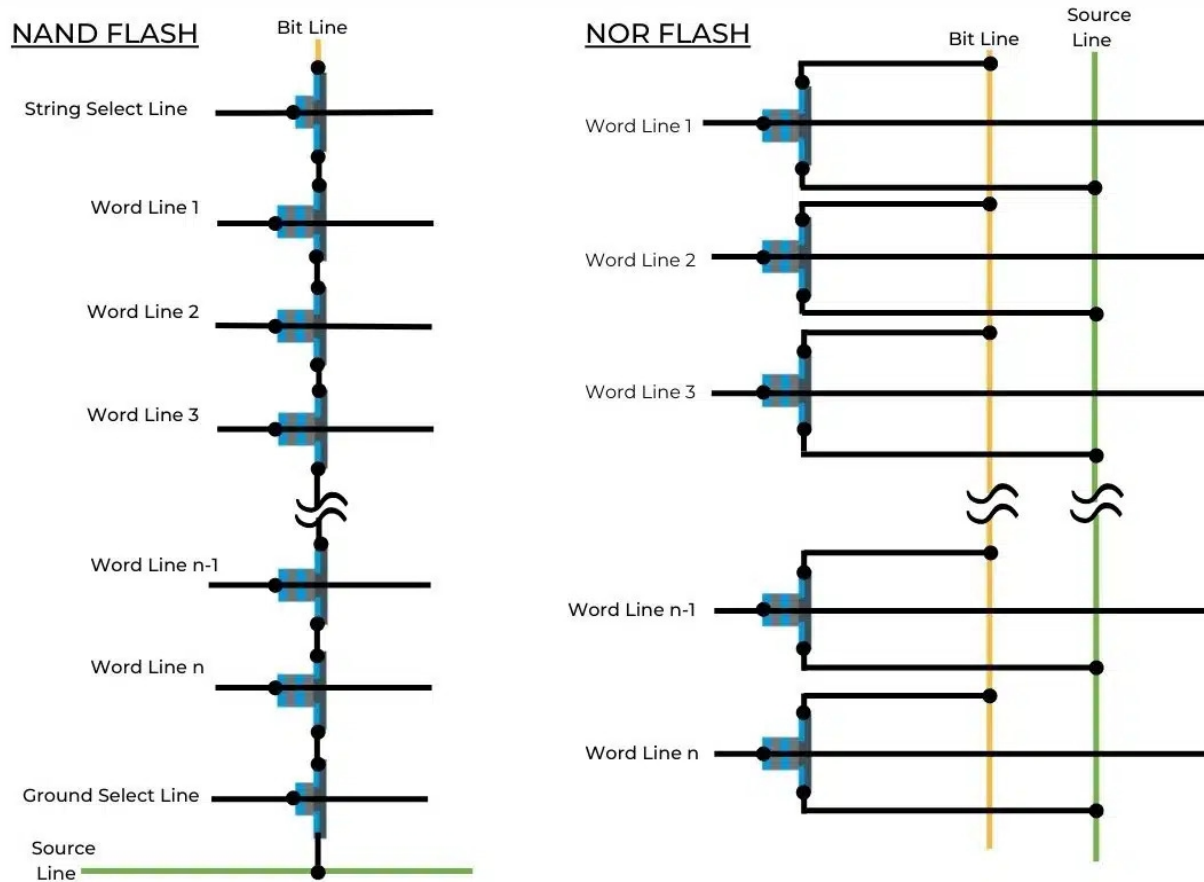 NAND FLASH
Bit Line
String Select Line
Word Line 1
Word Line 2
Word Line 3
Word Line n-1
Word Line n
Ground Select Line
Source
Line
NOR FLASH
Bit Line
Source
Line
Word Line 1
Word Line 2
Word Line 3
Word Line n-1
Word Line n